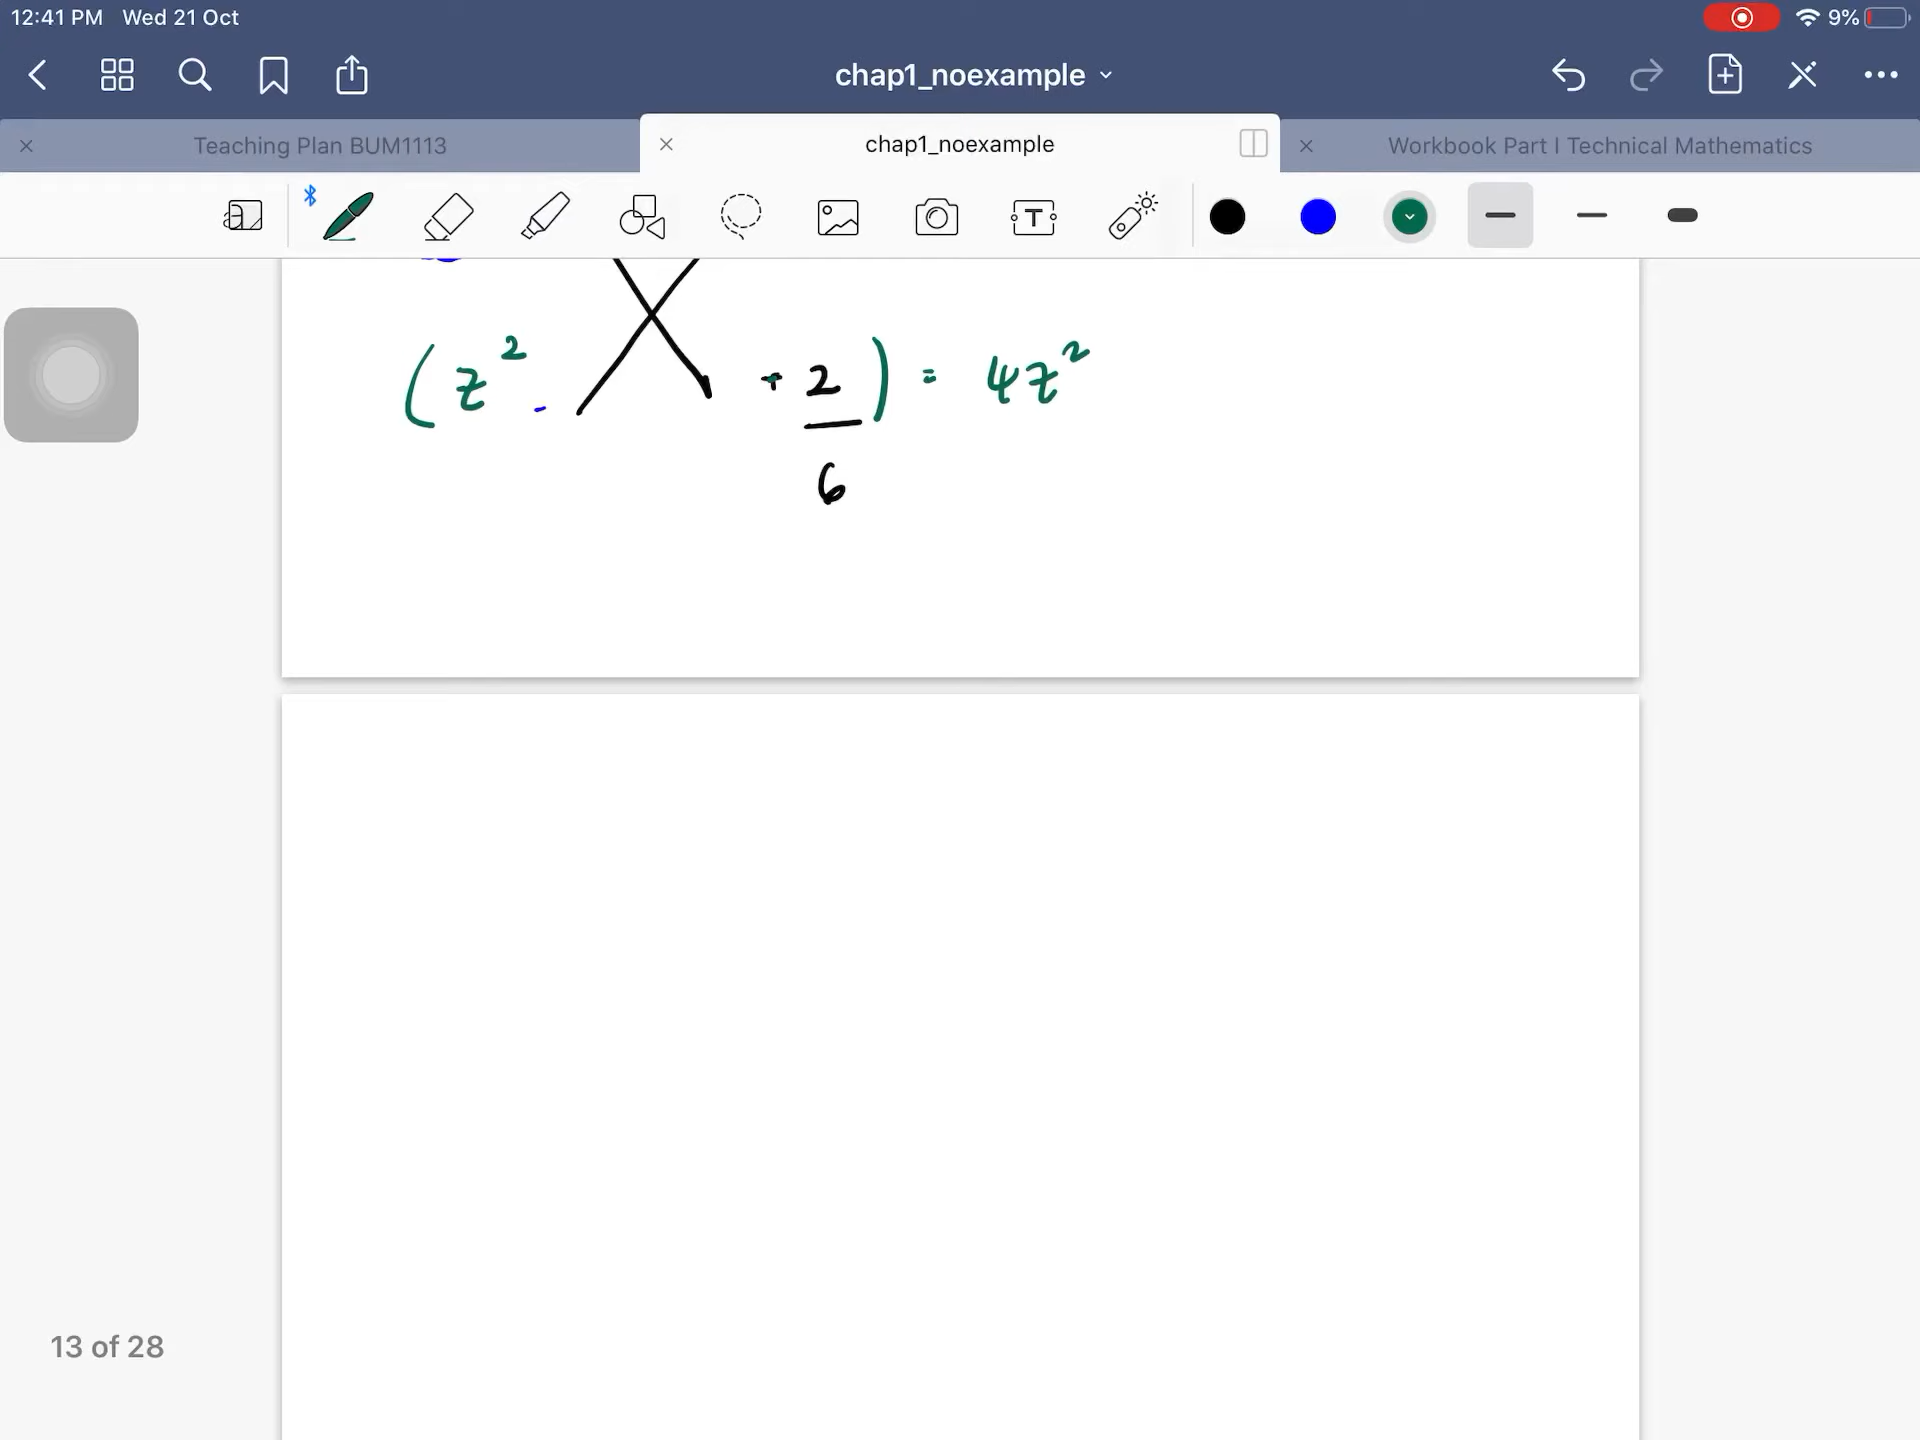 12:41 PM Wed 21 Oct
9%
chap1_noexample
Teaching Plan BUM1113
chap1_noexample
Workbook Part I Technical Mathematics
a
T
(z² - + 2) = 4z²
6
13 of 28